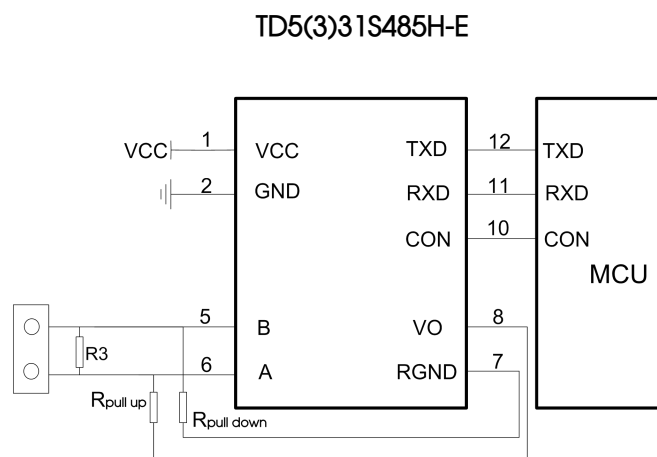 TD5(3)31S485H-E
VCC 1 VCC TXD 12 TXD
2 GND RXD 11 RXD
CON 10 CON
MCU
5 B VO 8
R3
6 A RGND 7
Rpull up
Rpull down